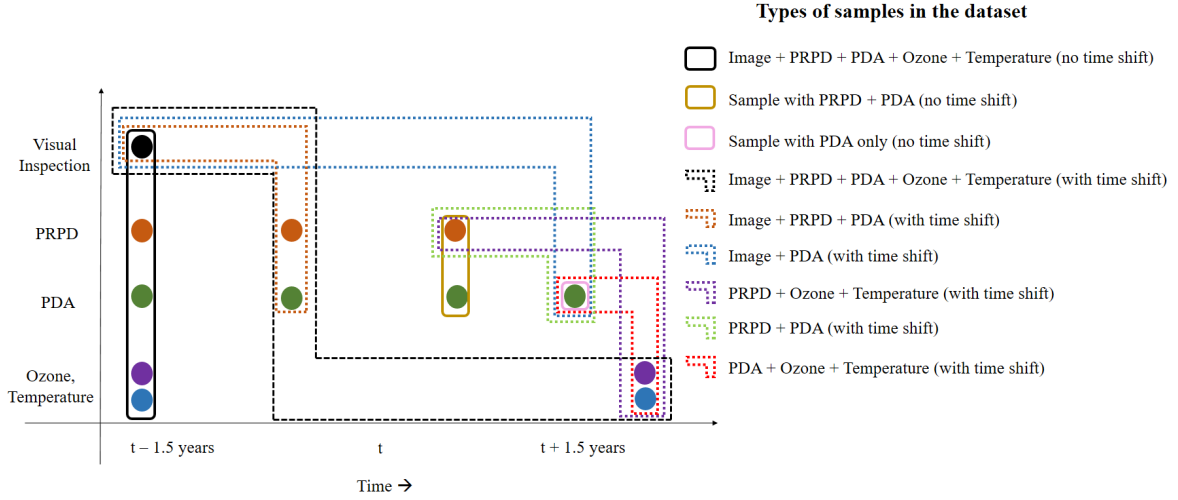 Types of samples in the dataset
Image + PRPD + PDA + Ozone + Temperature (no time shift)
Sample with PRPD + PDA (no time shift)
Sample with PDA only (no time shift)
Image + PRPD + PDA + Ozone + Temperature (with time shift)
Image + PRPD + PDA (with time shift)
Image + PDA (with time shift)
PRPD + Ozone + Temperature (with time shift)
PRPD + PDA (with time shift)
PDA + Ozone + Temperature (with time shift)
Visual
Inspection
PRPD
PDA
Ozone,
Temperature
t – 1.5 years
t
t + 1.5 years
Time →